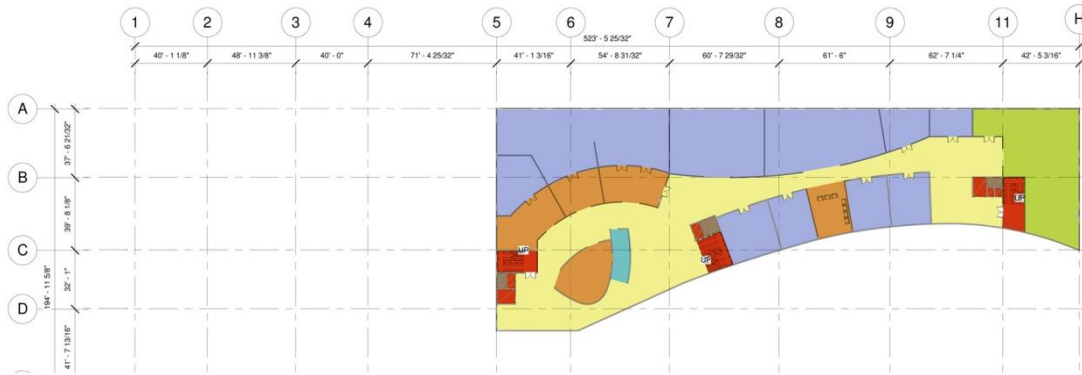 1 2 3 4 5 6 7 8 9 11 H
523' - 5 25/32"
40' - 1 1/8" 48' - 11 3/8" 40' - 0" 71' - 4 25/32" 41' - 1 3/16" 54' - 8 31/32" 60' - 7 29/32" 61' - 6" 62' - 7 1/4" 42' - 5 3/16"
A
37' - 6 21/32"
B
39' - 8 1/8"
C
32' - 1"
194' - 11 5/8"
D
41' - 7 13/16"
UP
UP
UP